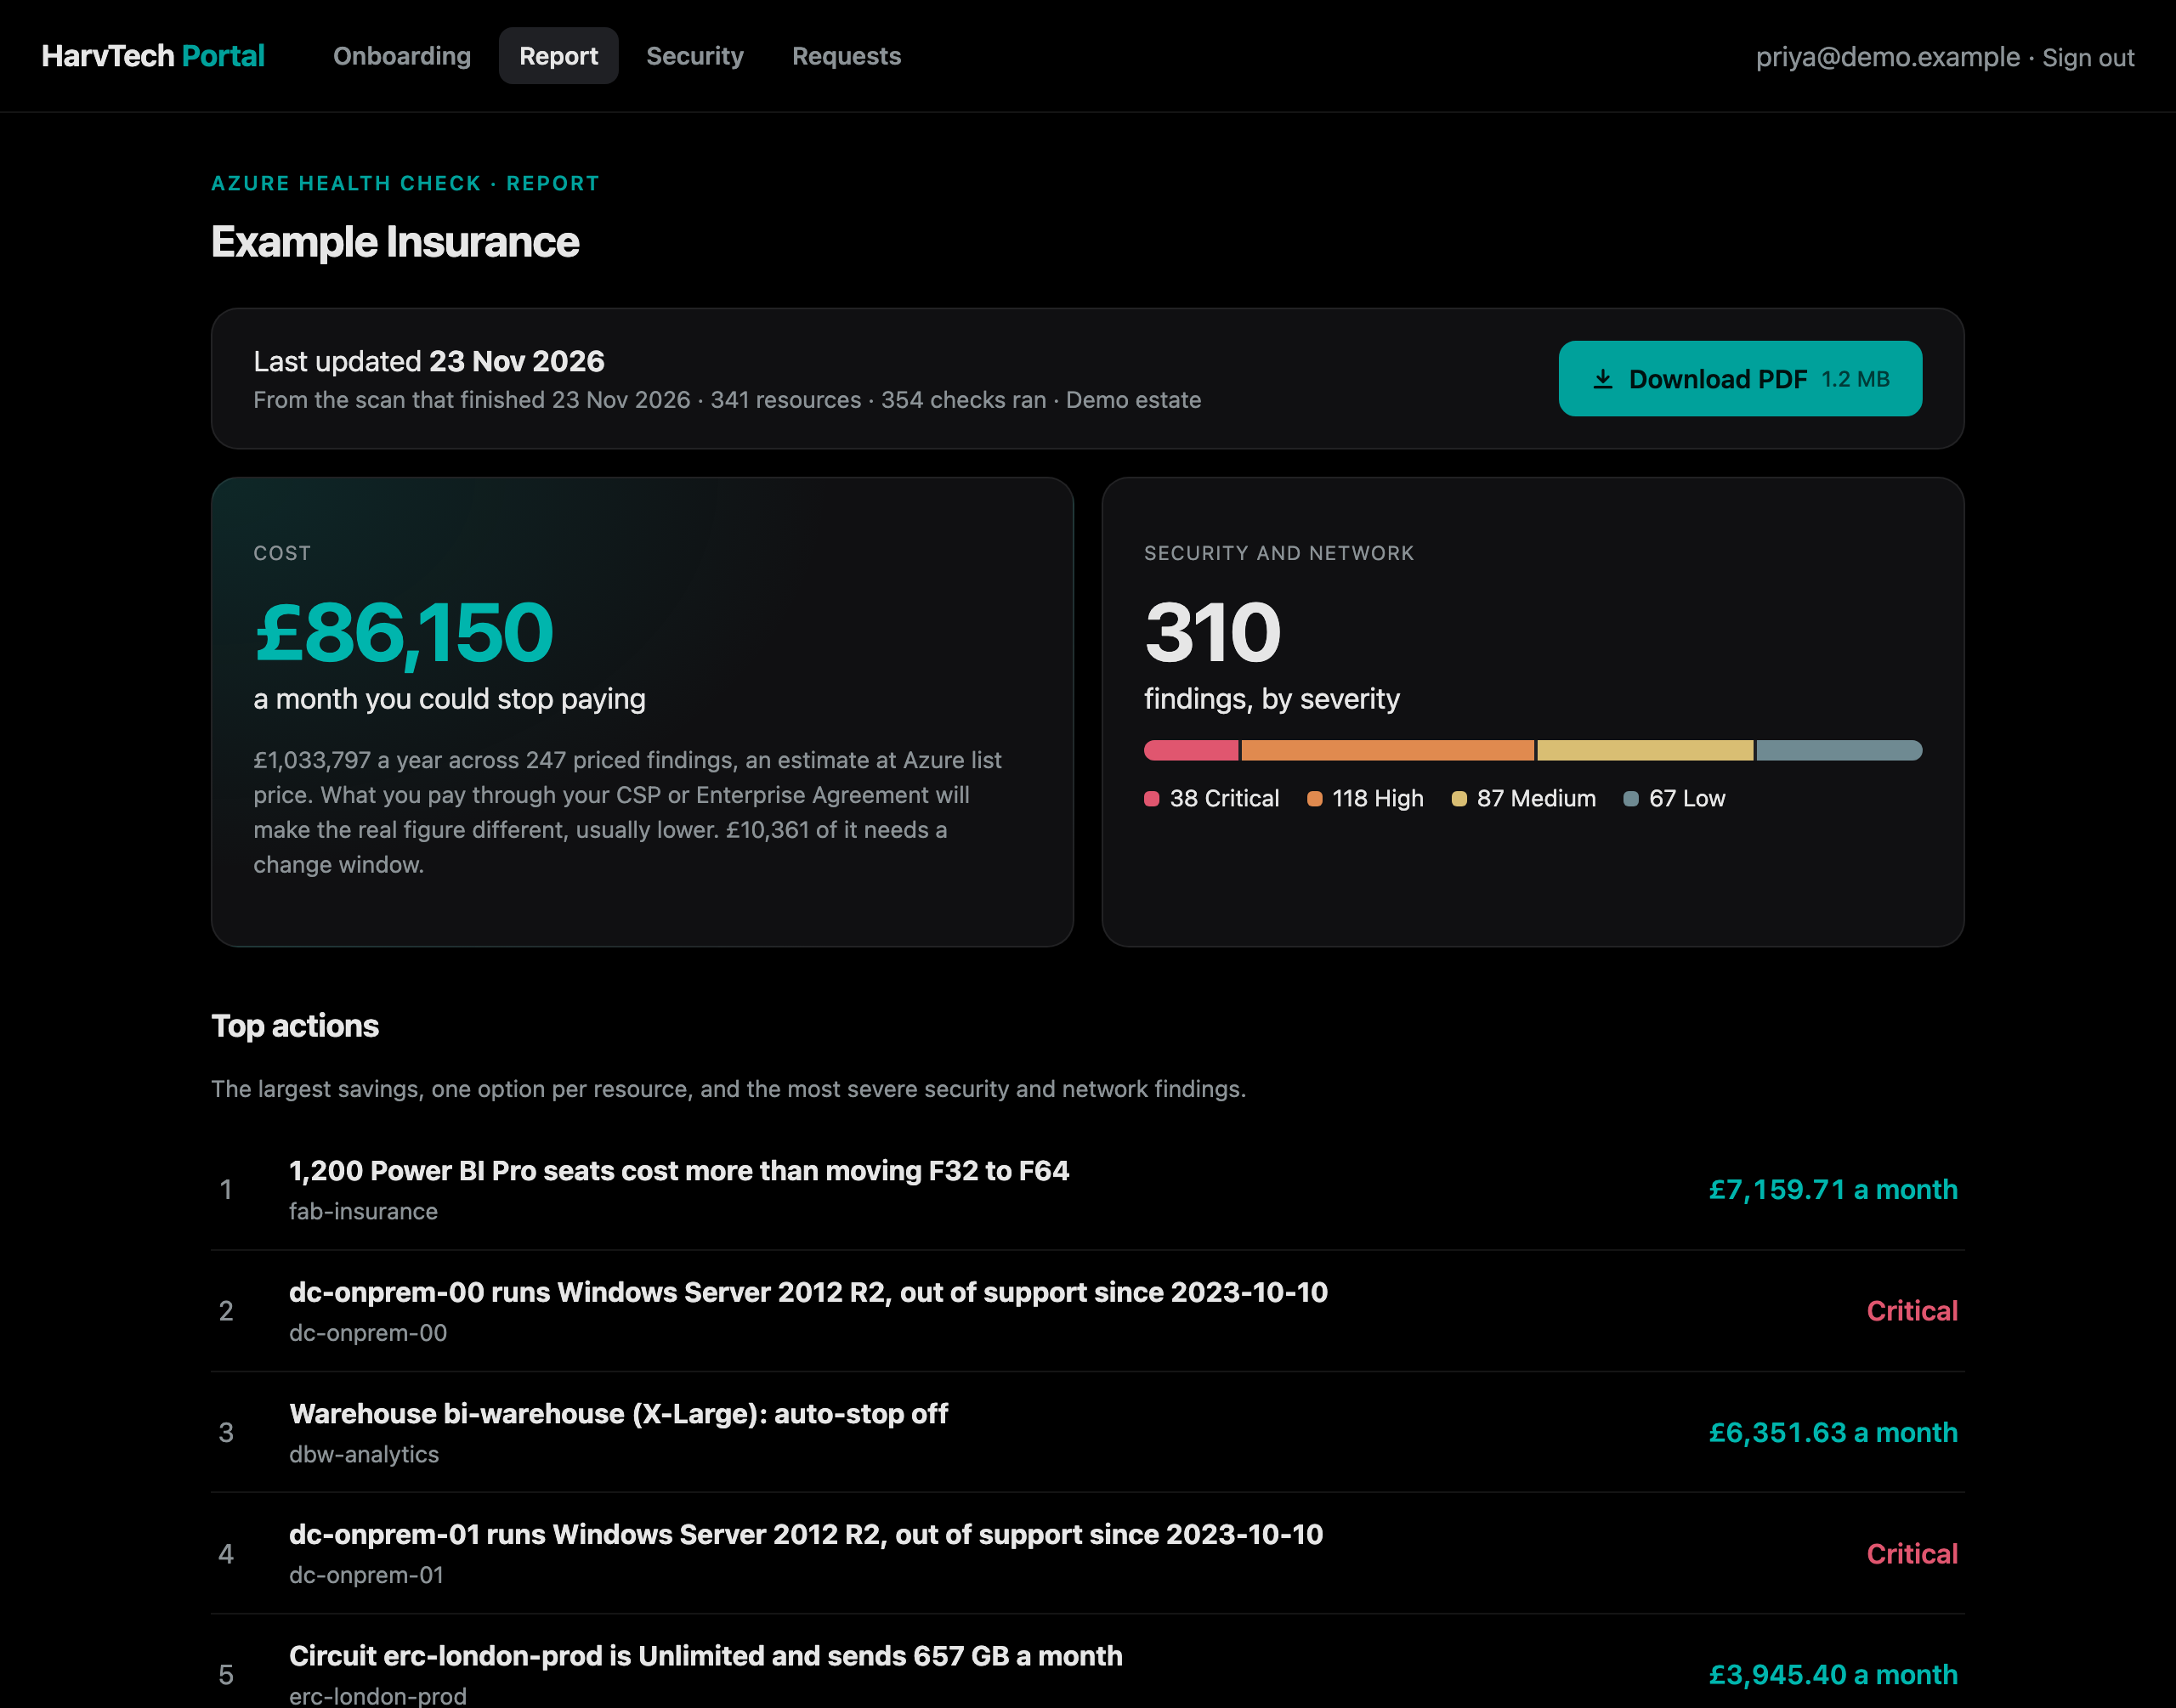 HarvTech Portal
Onboarding
Report
Security
Requests
priya@demo.example · Sign out
AZURE HEALTH CHECK · REPORT
Example Insurance
Last updated 23 Nov 2026
From the scan that finished 23 Nov 2026 · 341 resources · 354 checks ran · Demo estate
Download PDF 1.2 MB
COST
£86,150
a month you could stop paying
£1,033,797 a year across 247 priced findings, an estimate at Azure list
price. What you pay through your CSP or Enterprise Agreement will
make the real figure different, usually lower. £10,361 of it needs a
change window.
SECURITY AND NETWORK
310
findings, by severity
38 Critical
118 High
87 Medium
67 Low
Top actions
The largest savings, one option per resource, and the most severe security and network findings.
1
1,200 Power BI Pro seats cost more than moving F32 to F64
fab-insurance
£7,159.71 a month
2
dc-onprem-00 runs Windows Server 2012 R2, out of support since 2023-10-10
dc-onprem-00
Critical
3
Warehouse bi-warehouse (X-Large): auto-stop off
dbw-analytics
£6,351.63 a month
4
dc-onprem-01 runs Windows Server 2012 R2, out of support since 2023-10-10
dc-onprem-01
Critical
5
Circuit erc-london-prod is Unlimited and sends 657 GB a month
erc-london-prod
£3,945.40 a month